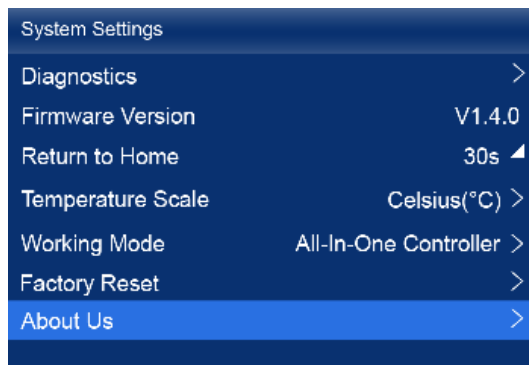 System Settings
Diagnostics >
Firmware Version V1.4.0
Return to Home 30s
Temperature Scale Celsius(°C) >
Working Mode All-In-One Controller >
Factory Reset >
About Us >